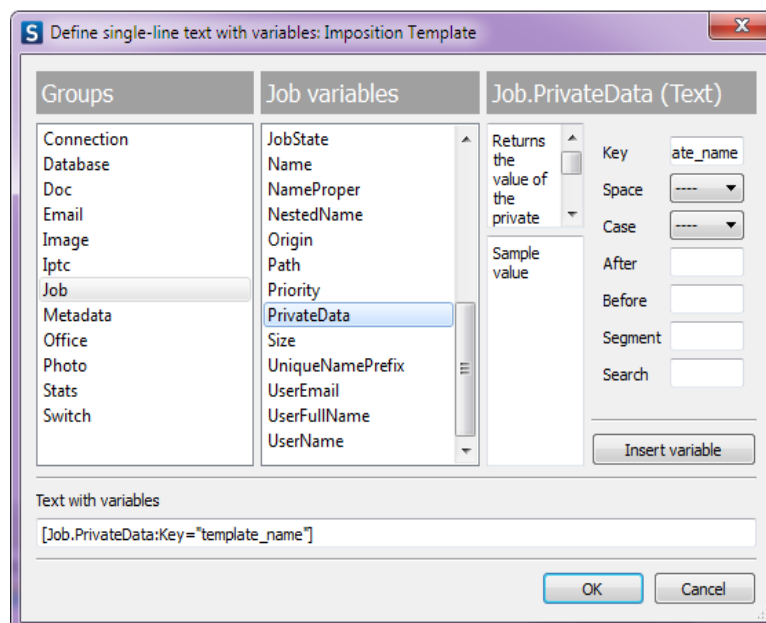 S Define single-line text with variables: Imposition Template
Groups
Job variables
Job.PrivateData (Text)
Connection
Database
Doc
Email
Image
Iptc
Job
Metadata
Office
Photo
Stats
Switch
JobState
Name
NameProper
NestedName
Origin
Path
Priority
PrivateData
Size
UniqueNamePrefix
UserEmail
UserFullName
UserName
Returns
the
value of
the
private
Sample
value
Key ate_name
Space ----
Case ----
After
Before
Segment
Search
Insert variable
Text with variables
[Job.PrivateData:Key="template_name"]
OK
Cancel